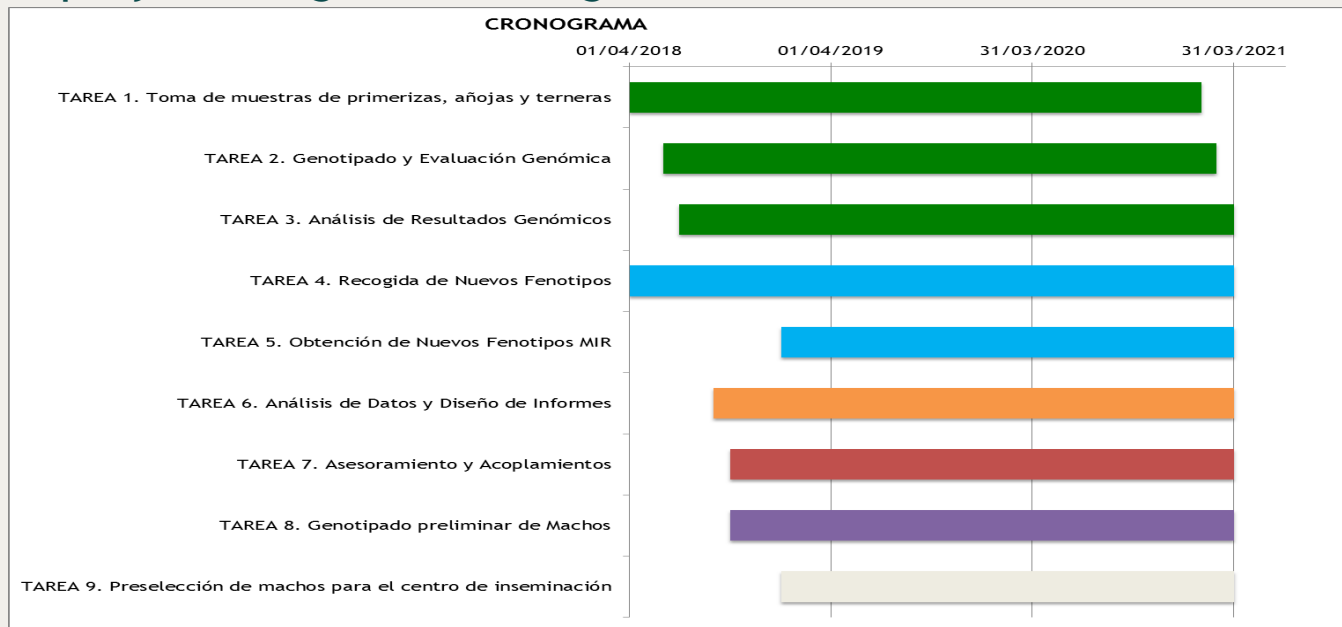 CRONOGRAMA
01/04/2018 01/04/2019 31/03/2020 31/03/2021
TAREA 1. Toma de muestras de primerizas, añojas y terneras
TAREA 2. Genotipado y Evaluación Genómica
TAREA 3. Análisis de Resultados Genómicos
TAREA 4. Recogida de Nuevos Fenotipos
TAREA 5. Obtención de Nuevos Fenotipos MIR
TAREA 6. Análisis de Datos y Diseño de Informes
TAREA 7. Asesoramiento y Acoplamientos
TAREA 8. Genotipado preliminar de Machos
TAREA 9. Preselección de machos para el centro de inseminación